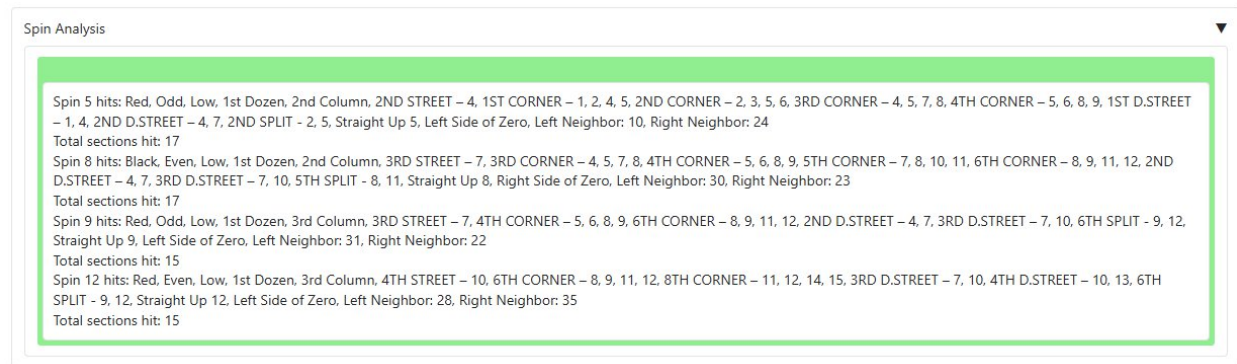 Spin Analysis ▼
Spin 5 hits: Red, Odd, Low, 1st Dozen, 2nd Column, 2ND STREET – 4, 1ST CORNER – 1, 2, 4, 5, 2ND CORNER – 2, 3, 5, 6, 3RD CORNER – 4, 5, 7, 8, 4TH CORNER – 5, 6, 8, 9, 1ST D.STREET
– 1, 4, 2ND D.STREET – 4, 7, 2ND SPLIT - 2, 5, Straight Up 5, Left Side of Zero, Left Neighbor: 10, Right Neighbor: 24
Total sections hit: 17
Spin 8 hits: Black, Even, Low, 1st Dozen, 2nd Column, 3RD STREET – 7, 3RD CORNER – 4, 5, 7, 8, 4TH CORNER – 5, 6, 8, 9, 5TH CORNER – 7, 8, 10, 11, 6TH CORNER – 8, 9, 11, 12, 2ND
D.STREET – 4, 7, 3RD D.STREET – 7, 10, 5TH SPLIT - 8, 11, Straight Up 8, Right Side of Zero, Left Neighbor: 30, Right Neighbor: 23
Total sections hit: 17
Spin 9 hits: Red, Odd, Low, 1st Dozen, 3rd Column, 3RD STREET – 7, 4TH CORNER – 5, 6, 8, 9, 6TH CORNER – 8, 9, 11, 12, 2ND D.STREET – 4, 7, 3RD D.STREET – 7, 10, 6TH SPLIT - 9, 12,
Straight Up 9, Left Side of Zero, Left Neighbor: 31, Right Neighbor: 22
Total sections hit: 15
Spin 12 hits: Red, Even, Low, 1st Dozen, 3rd Column, 4TH STREET – 10, 6TH CORNER – 8, 9, 11, 12, 8TH CORNER – 11, 12, 14, 15, 3RD D.STREET – 7, 10, 4TH D.STREET – 10, 13, 6TH
SPLIT - 9, 12, Straight Up 12, Left Side of Zero, Left Neighbor: 28, Right Neighbor: 35
Total sections hit: 15